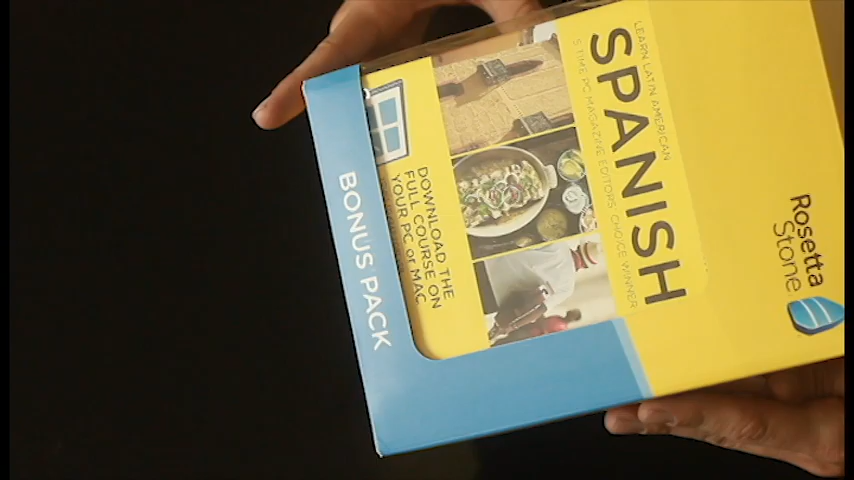 Rosetta
Stone
LEARN LATIN AMERICAN
SPANISH
5 TIME PC MAGAZINE EDITORS' CHOICE WINNER
DOWNLOAD THE
FULL COURSE ON
YOUR PC or MAC
BONUS PACK